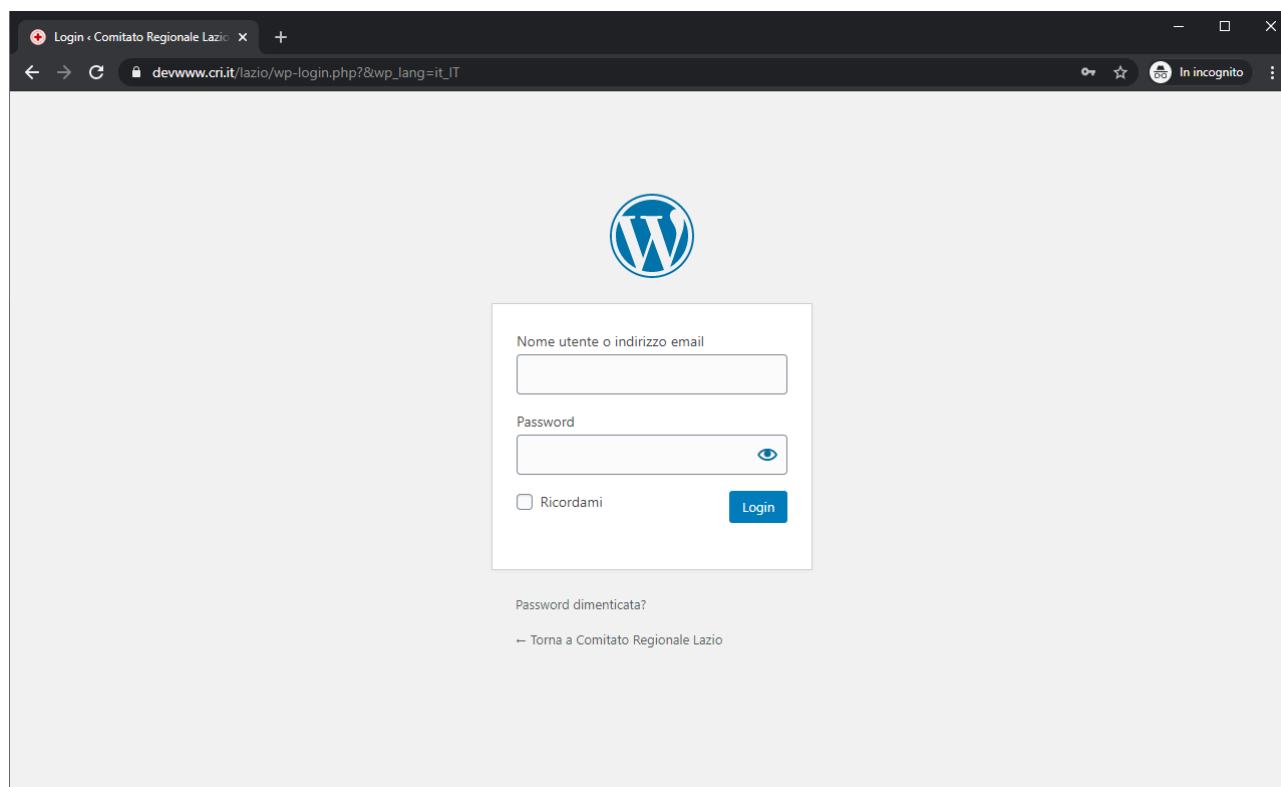 Login ‹ Comitato Regionale Lazio
devwww.cri.it/lazio/wp-login.php?&wp_lang=it_IT
In incognito
Nome utente o indirizzo email
Password
Ricordami
Login
Password dimenticata?
← Torna a Comitato Regionale Lazio